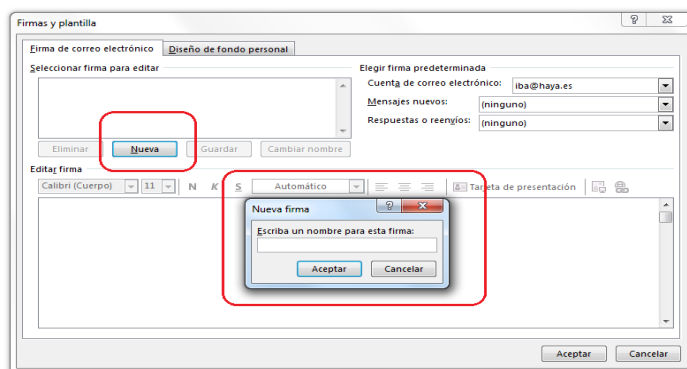 Firmas y plantilla
Firma de correo electrónico Diseño de fondo personal
Seleccionar firma para editar
Elegir firma predeterminada
Cuenta de correo electrónico: iba@haya.es
Mensajes nuevos: (ninguno)
Respuestas o reenvíos: (ninguno)
Eliminar Nueva Guardar Cambiar nombre
Editar firma
Calibri (Cuerpo) 11 N K S Automático Tarjeta de presentación
Nueva firma
Escriba un nombre para esta firma:
Aceptar Cancelar
Aceptar Cancelar